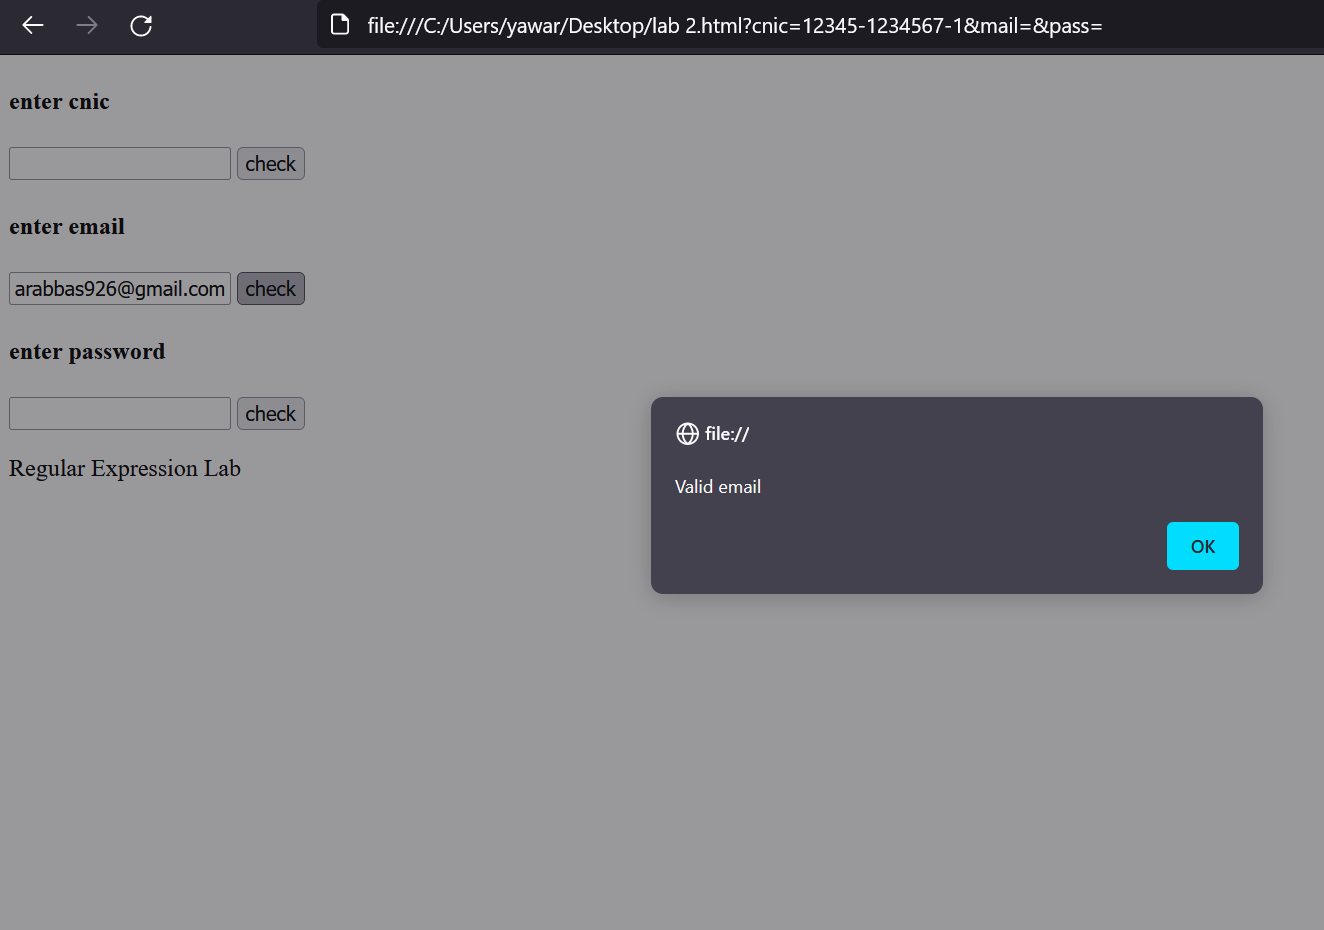 file:///C:/Users/yawar/Desktop/lab 2.html?cnic=12345-1234567-1&mail=&pass=
enter cnic
check
enter email
arabbas926@gmail.com check
enter password
check
Regular Expression Lab
file://
Valid email
OK